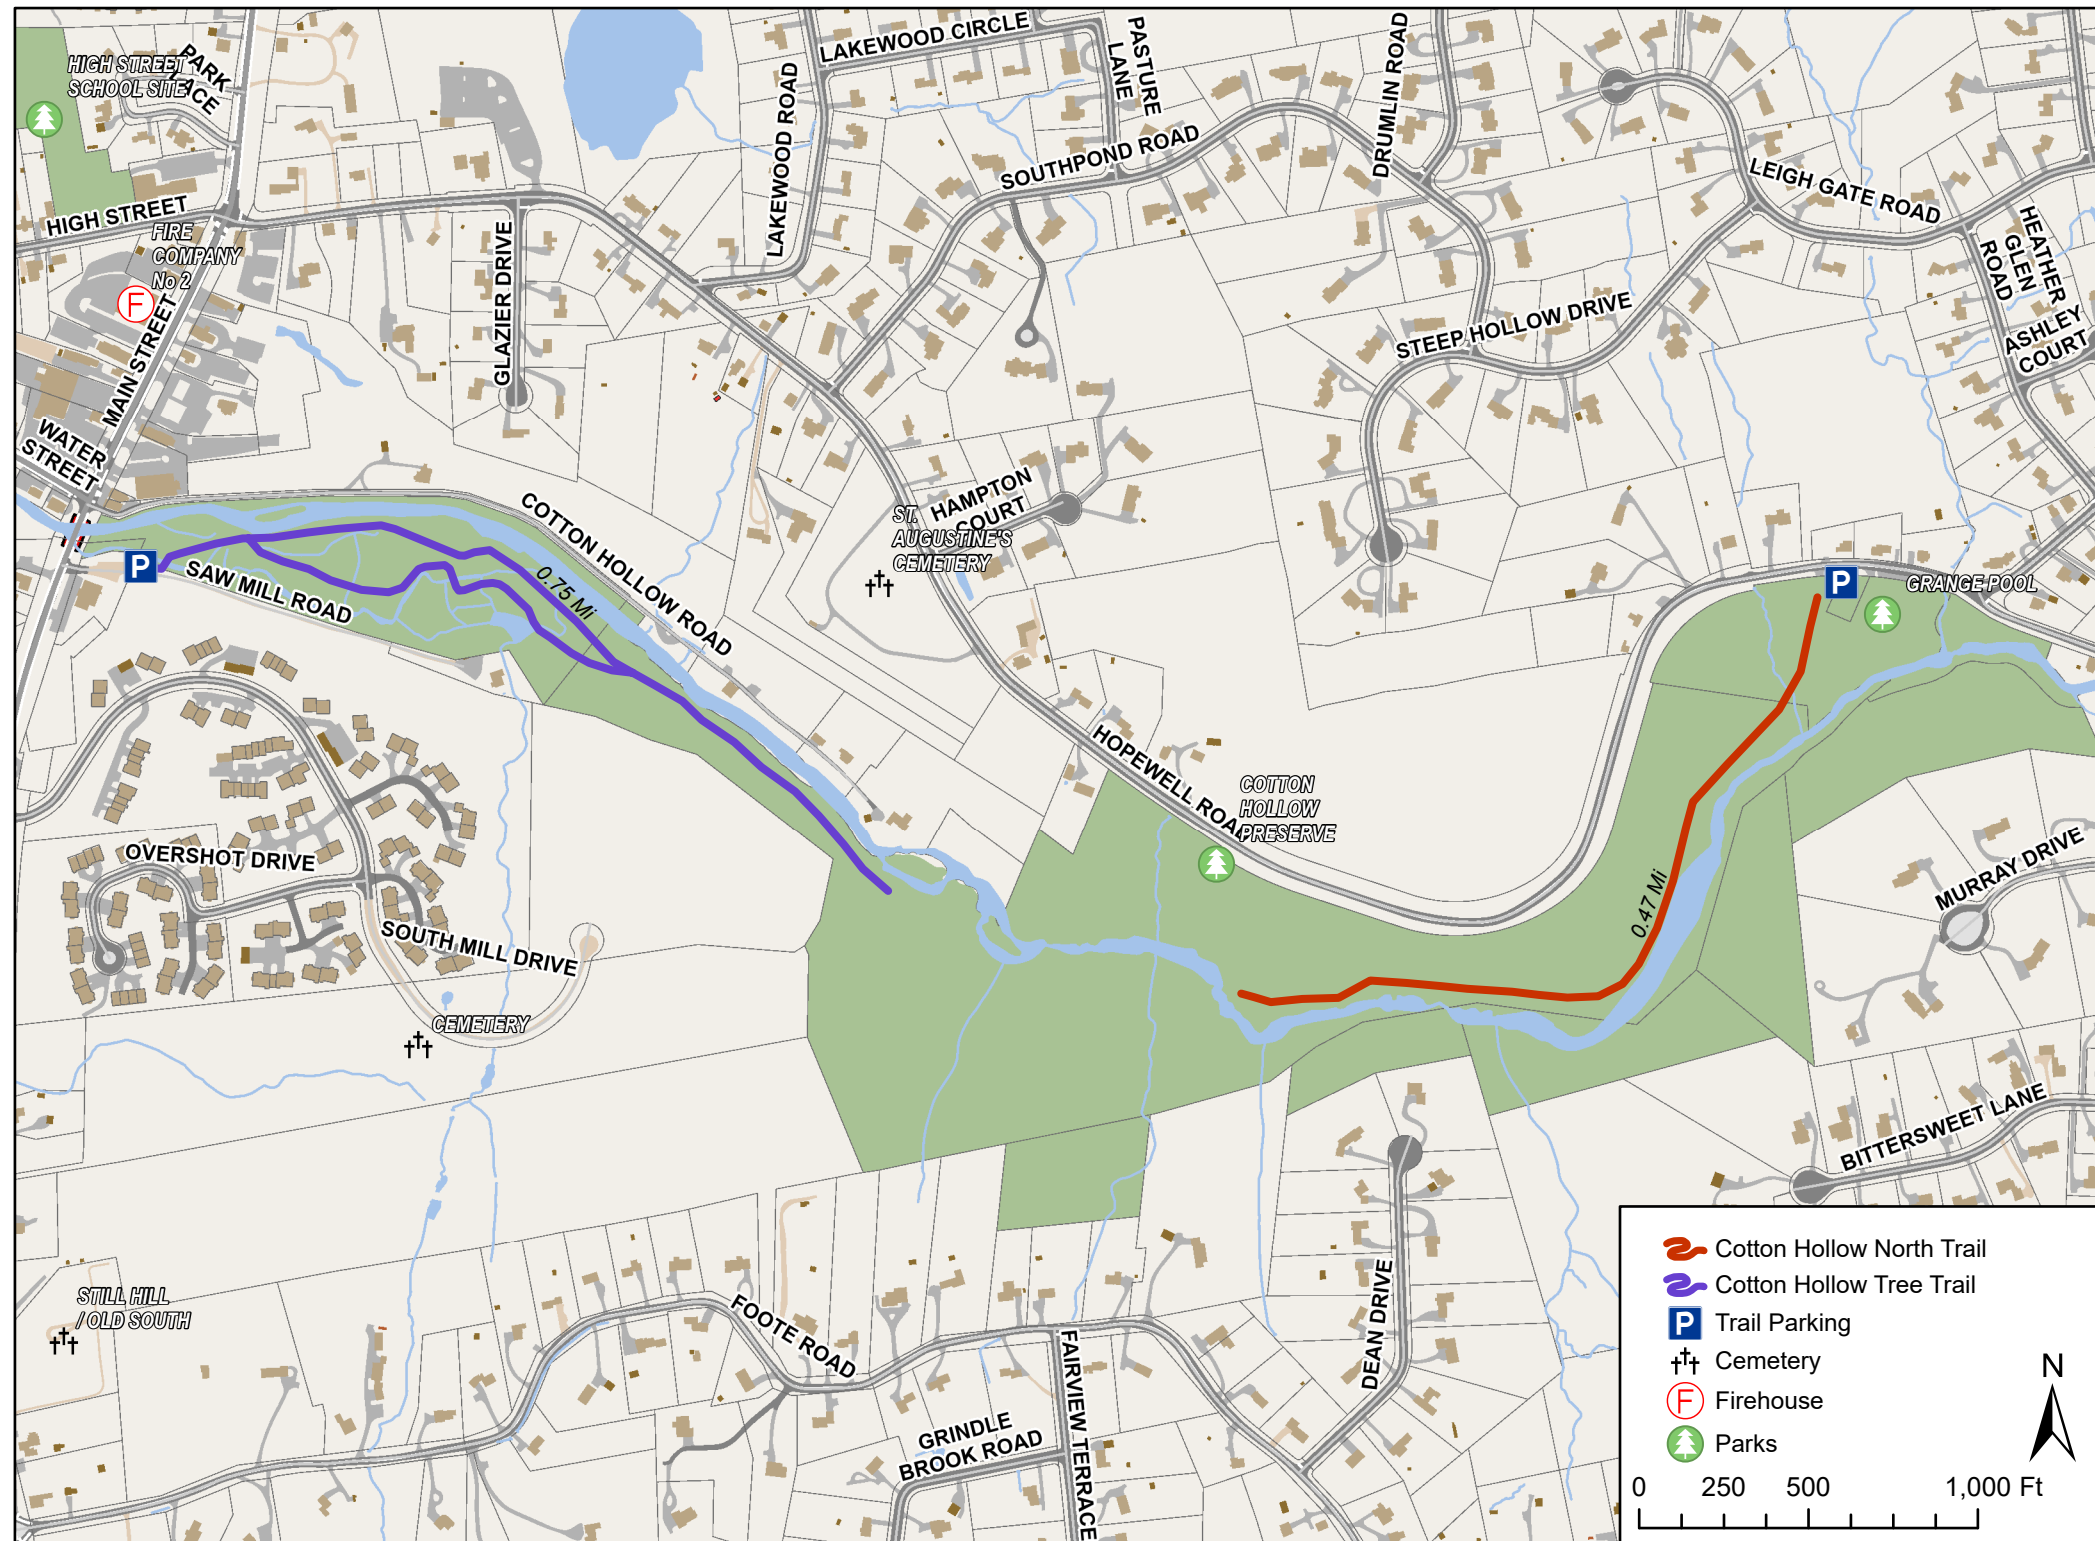 HIGH STREET
SCHOOL SITE
PARK
PLACE
LAKEWOOD CIRCLE
PASTURE
LANE
DRUMLIN ROAD
LAKEWOOD ROAD
SOUTHPOND ROAD
LEIGH GATE ROAD
HIGH STREET
FIRE
COMPANY
No 2
F
MAIN STREET
GLAZIER DRIVE
HEATHER
GLEN
ROAD
STEEP HOLLOW DRIVE
ASHLEY
COURT
WATER
STREET
HAMPTON
COURT
ST.
AUGUSTINE'S
CEMETERY
COTTON HOLLOW ROAD
P
SAW MILL ROAD
0.75 Mi
P
GRANGE POOL
HOPEWELL ROAD
COTTON
HOLLOW
PRESERVE
OVERSHOT DRIVE
MURRAY DRIVE
0.47 Mi
SOUTH MILL DRIVE
CEMETERY
BITTERSWEET LANE
STILL HILL
/ OLD SOUTH
FOOTE ROAD
DEAN DRIVE
FAIRVIEW TERRACE
GRINDLE
BROOK ROAD
Cotton Hollow North Trail
Cotton Hollow Tree Trail
P Trail Parking
Cemetery
F Firehouse
Parks
N
0 250 500 1,000 Ft